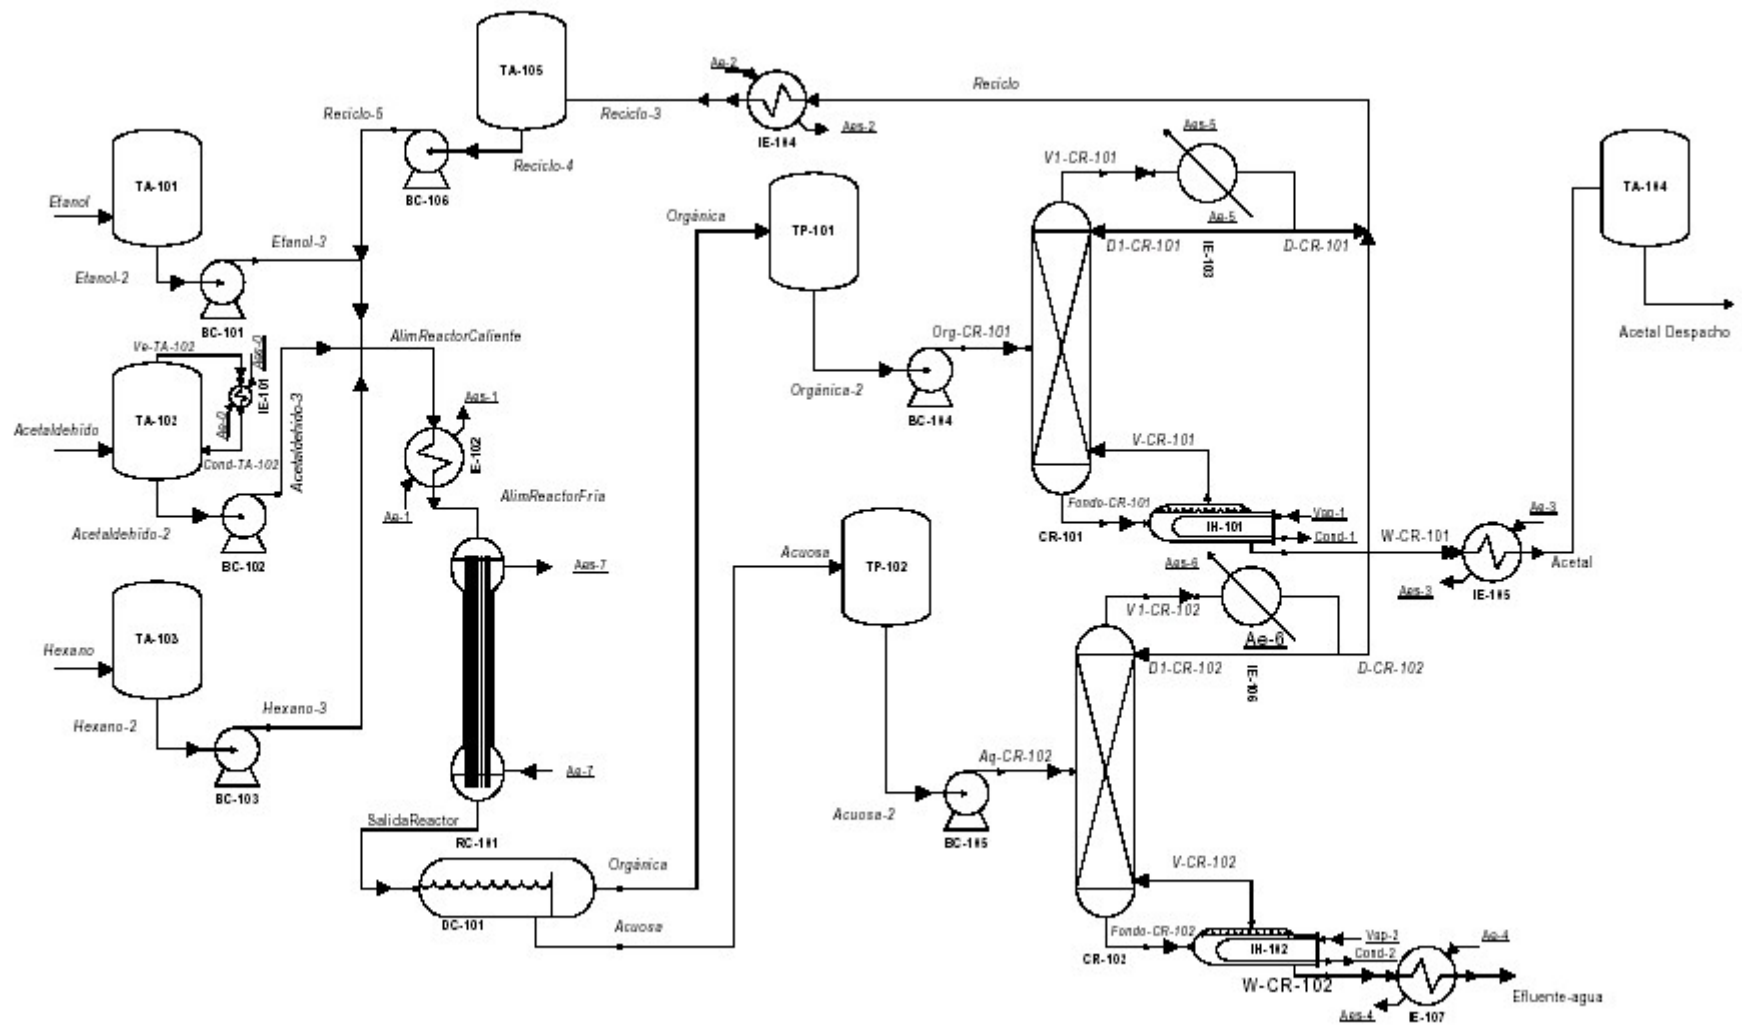 TA-105
Ae-2
Reciclo
Reciclo-5
Reciclo-3
Aes-2
IE-104
Reciclo-4
BC-106
TA-101
Etanol
Etanol-3
Etanol-2
BC-101
Aes-5
V1-CR-101
Ae-5
D1-CR-101
IE-103
D-CR-101
TA-104
Acetal Despacho
Orgánica
TP-101
Org-CR-101
Orgánica-2
BC-104
AlimReactorCaliente
Ve-TA-102
Aes-0
IE-101
Ae-0
TA-102
Acetaldehido
Cond-TA-102
Acetaldehido-3
Acetaldehido-2
BC-102
Aes-1
IE-102
Ae-1
AlimReactorFria
V-CR-101
Fondo-CR-101
CR-101
IH-101
Vap-1
Cond-1
W-CR-101
Ae-3
Acetal
Aes-3
IE-105
Acuosa
TP-102
Aes-7
Aes-6
V1-CR-102
Ae-6
D1-CR-102
IE-106
D-CR-102
TA-103
Hexano
Hexano-3
Hexano-2
BC-103
Ae-7
Aq-CR-102
Acuosa-2
BC-105
SalidaReactor
RC-101
Orgánica
DC-101
Acuosa
V-CR-102
Fondo-CR-102
CR-102
IH-102
Vap-2
Cond-2
W-CR-102
Ae-4
Efluente-agua
Aes-4
IE-107